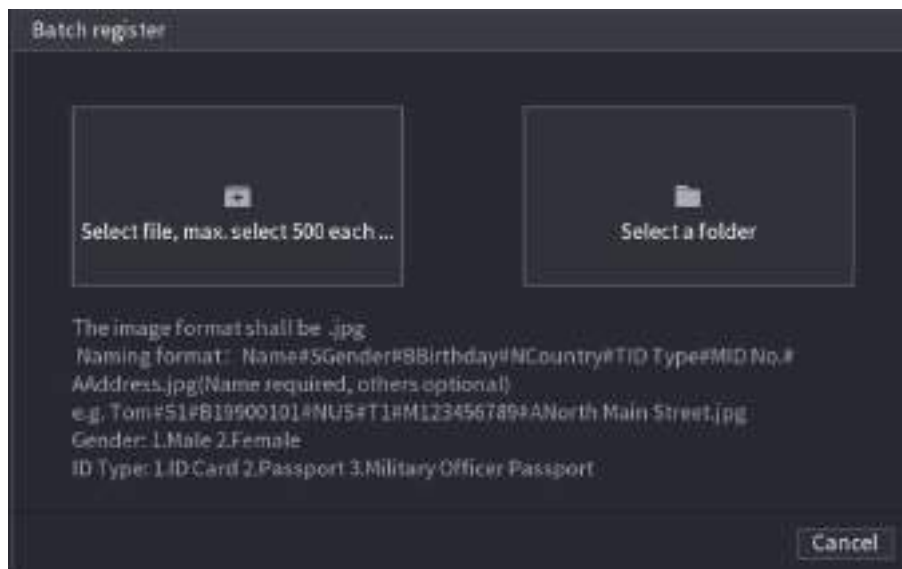 Batch register
Select file, max. select 500 each ...
Select a folder
The image format shall be .jpg
Naming format: Name#SGender#BBirthday#NCountry#TID Type#MID No.#
AAddress.jpg(Name required, others optional)
e.g. Tom#S1#B19900101#NUS#T1#M123456789#ANorth Main Street.jpg
Gender: 1.Male 2.Female
ID Type: 1.ID Card 2.Passport 3.Military Officer Passport
Cancel